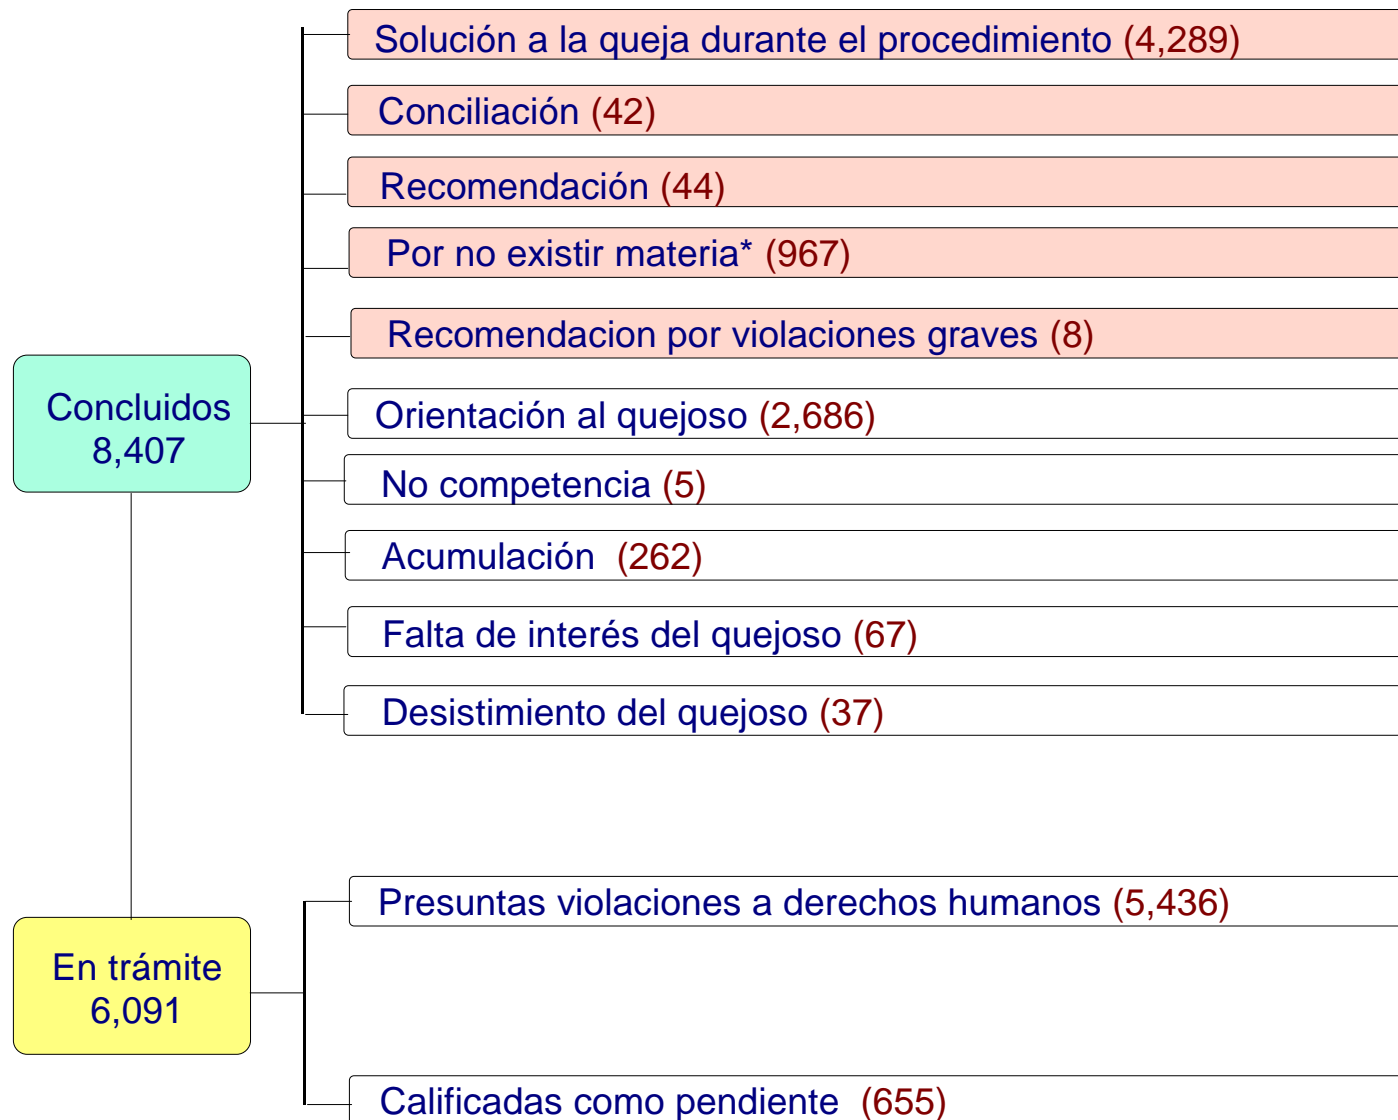 Solución a la queja durante el procedimiento (4,289)
Conciliación (42)
Recomendación (44)
Por no existir materia* (967)
Recomendacion por violaciones graves (8)
Concluidos
8,407
Orientación al quejoso (2,686)
No competencia (5)
Acumulación (262)
Falta de interés del quejoso (67)
Desistimiento del quejoso (37)
Presuntas violaciones a derechos humanos (5,436)
En trámite
6,091
Calificadas como pendiente (655)